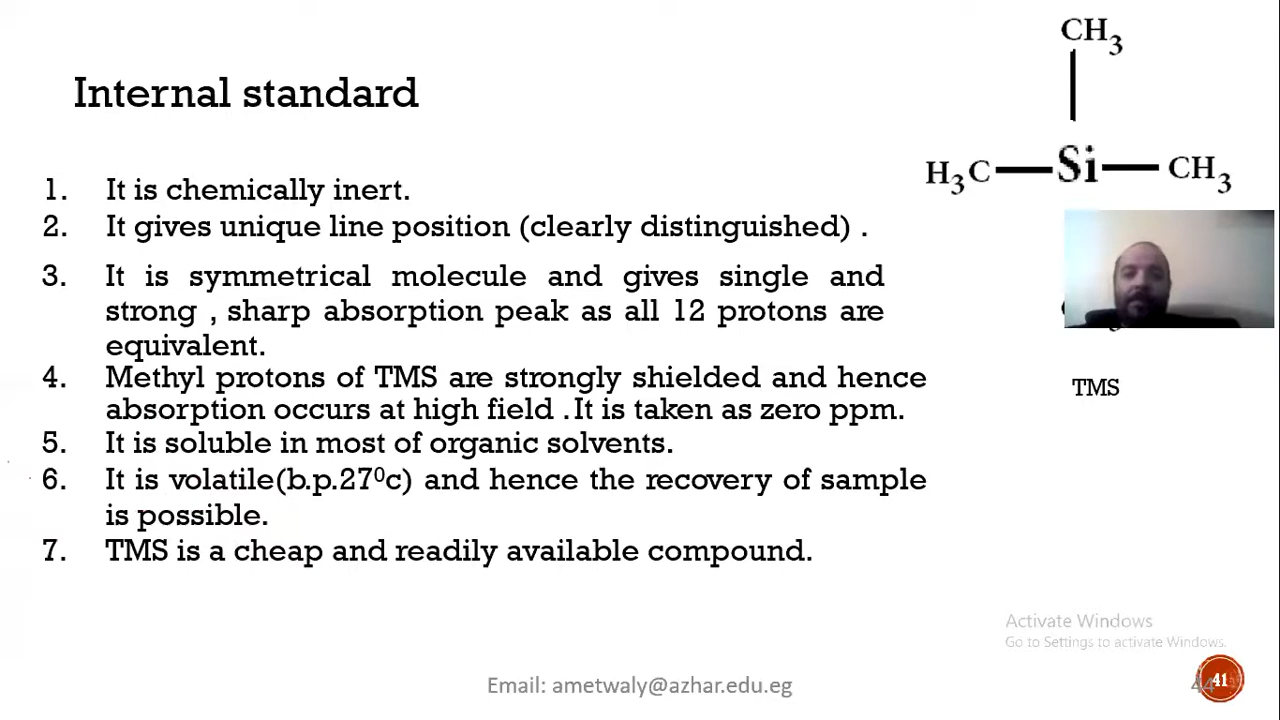 CH3
Internal standard
H3C Si CH3
1. It is chemically inert.
2. It gives unique line position (clearly distinguished) .
3. It is symmetrical molecule and gives single and
strong , sharp absorption peak as all 12 protons are
equivalent.
4. Methyl protons of TMS are strongly shielded and hence
absorption occurs at high field .It is taken as zero ppm.
TMS
5. It is soluble in most of organic solvents.
6. It is volatile(b.p.27⁰c) and hence the recovery of sample
is possible.
7. TMS is a cheap and readily available compound.
Activate Windows
Go to Settings to activate Windows.
Email: ametwaly@azhar.edu.eg
41